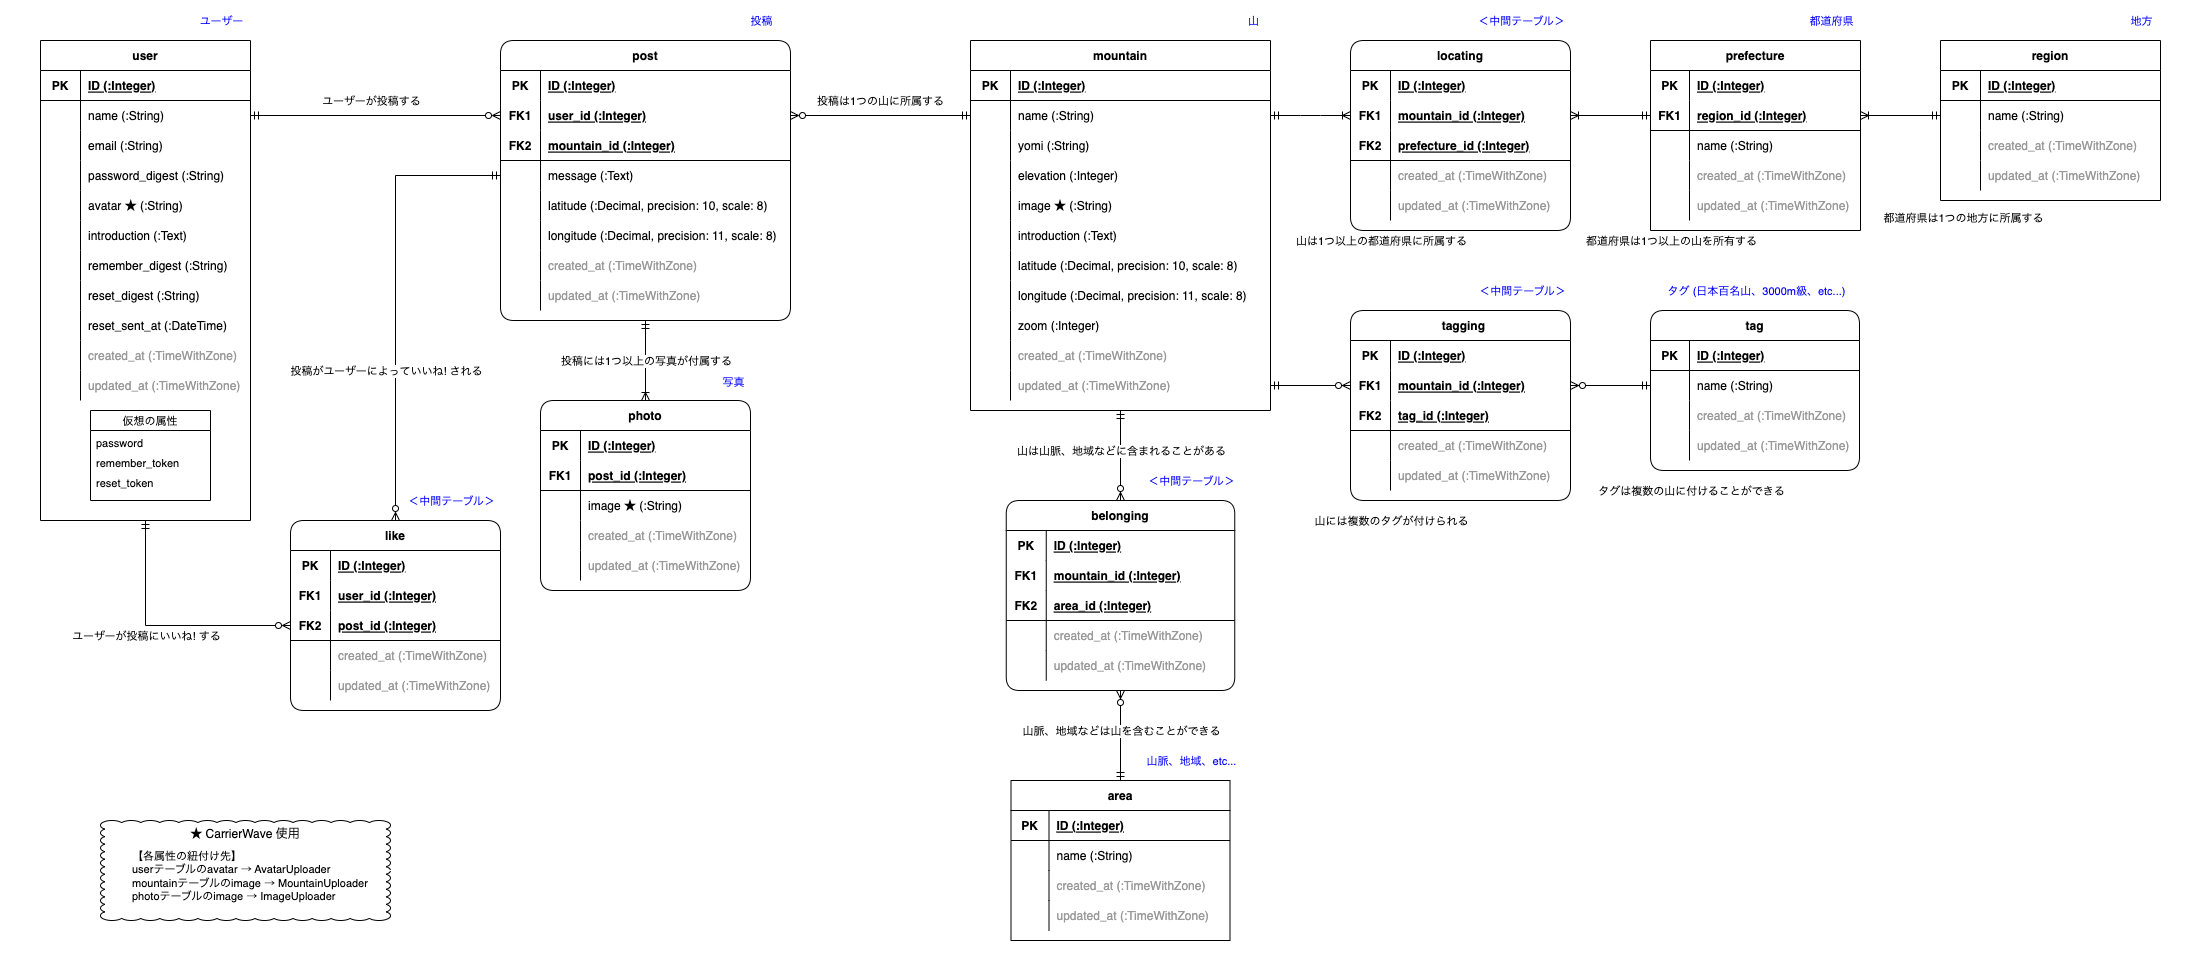 ユーザー
user
PK ID (:Integer)
name (:String)
email (:String)
password_digest (:String)
avatar ★ (:String)
introduction (:Text)
remember_digest (:String)
reset_digest (:String)
reset_sent_at (:DateTime)
created_at (:TimeWithZone)
updated_at (:TimeWithZone)
仮想の属性
password
remember_token
reset_token
ユーザーが投稿する
投稿
post
PK ID (:Integer)
FK1 user_id (:Integer)
FK2 mountain_id (:Integer)
message (:Text)
latitude (:Decimal, precision: 10, scale: 8)
longitude (:Decimal, precision: 11, scale: 8)
created_at (:TimeWithZone)
updated_at (:TimeWithZone)
投稿は1つの山に所属する
山
mountain
PK ID (:Integer)
name (:String)
yomi (:String)
elevation (:Integer)
image ★ (:String)
introduction (:Text)
latitude (:Decimal, precision: 10, scale: 8)
longitude (:Decimal, precision: 11, scale: 8)
zoom (:Integer)
created_at (:TimeWithZone)
updated_at (:TimeWithZone)
＜中間テーブル＞
locating
PK ID (:Integer)
FK1 mountain_id (:Integer)
FK2 prefecture_id (:Integer)
created_at (:TimeWithZone)
updated_at (:TimeWithZone)
山は1つ以上の都道府県に所属する
都道府県
prefecture
PK ID (:Integer)
FK1 region_id (:Integer)
name (:String)
created_at (:TimeWithZone)
updated_at (:TimeWithZone)
都道府県は1つ以上の山を所有する
地方
region
PK ID (:Integer)
name (:String)
created_at (:TimeWithZone)
updated_at (:TimeWithZone)
都道府県は1つの地方に所属する
＜中間テーブル＞
tagging
PK ID (:Integer)
FK1 mountain_id (:Integer)
FK2 tag_id (:Integer)
created_at (:TimeWithZone)
updated_at (:TimeWithZone)
山には複数のタグが付けられる
タグ (日本百名山、3000m級、etc...)
tag
PK ID (:Integer)
name (:String)
created_at (:TimeWithZone)
updated_at (:TimeWithZone)
タグは複数の山に付けることができる
投稿がユーザーによっていいね! される
投稿には1つ以上の写真が付属する
写真
photo
PK ID (:Integer)
FK1 post_id (:Integer)
image ★ (:String)
created_at (:TimeWithZone)
updated_at (:TimeWithZone)
＜中間テーブル＞
like
PK ID (:Integer)
FK1 user_id (:Integer)
FK2 post_id (:Integer)
created_at (:TimeWithZone)
updated_at (:TimeWithZone)
ユーザーが投稿にいいね! する
山は山脈、地域などに含まれることがある
＜中間テーブル＞
belonging
PK ID (:Integer)
FK1 mountain_id (:Integer)
FK2 area_id (:Integer)
created_at (:TimeWithZone)
updated_at (:TimeWithZone)
山脈、地域などは山を含むことができる
山脈、地域、etc...
area
PK ID (:Integer)
name (:String)
created_at (:TimeWithZone)
updated_at (:TimeWithZone)
★ CarrierWave 使用
【各属性の紐付け先】
userテーブルのavatar → AvatarUploader
mountainテーブルのimage → MountainUploader
photoテーブルのimage → ImageUploader